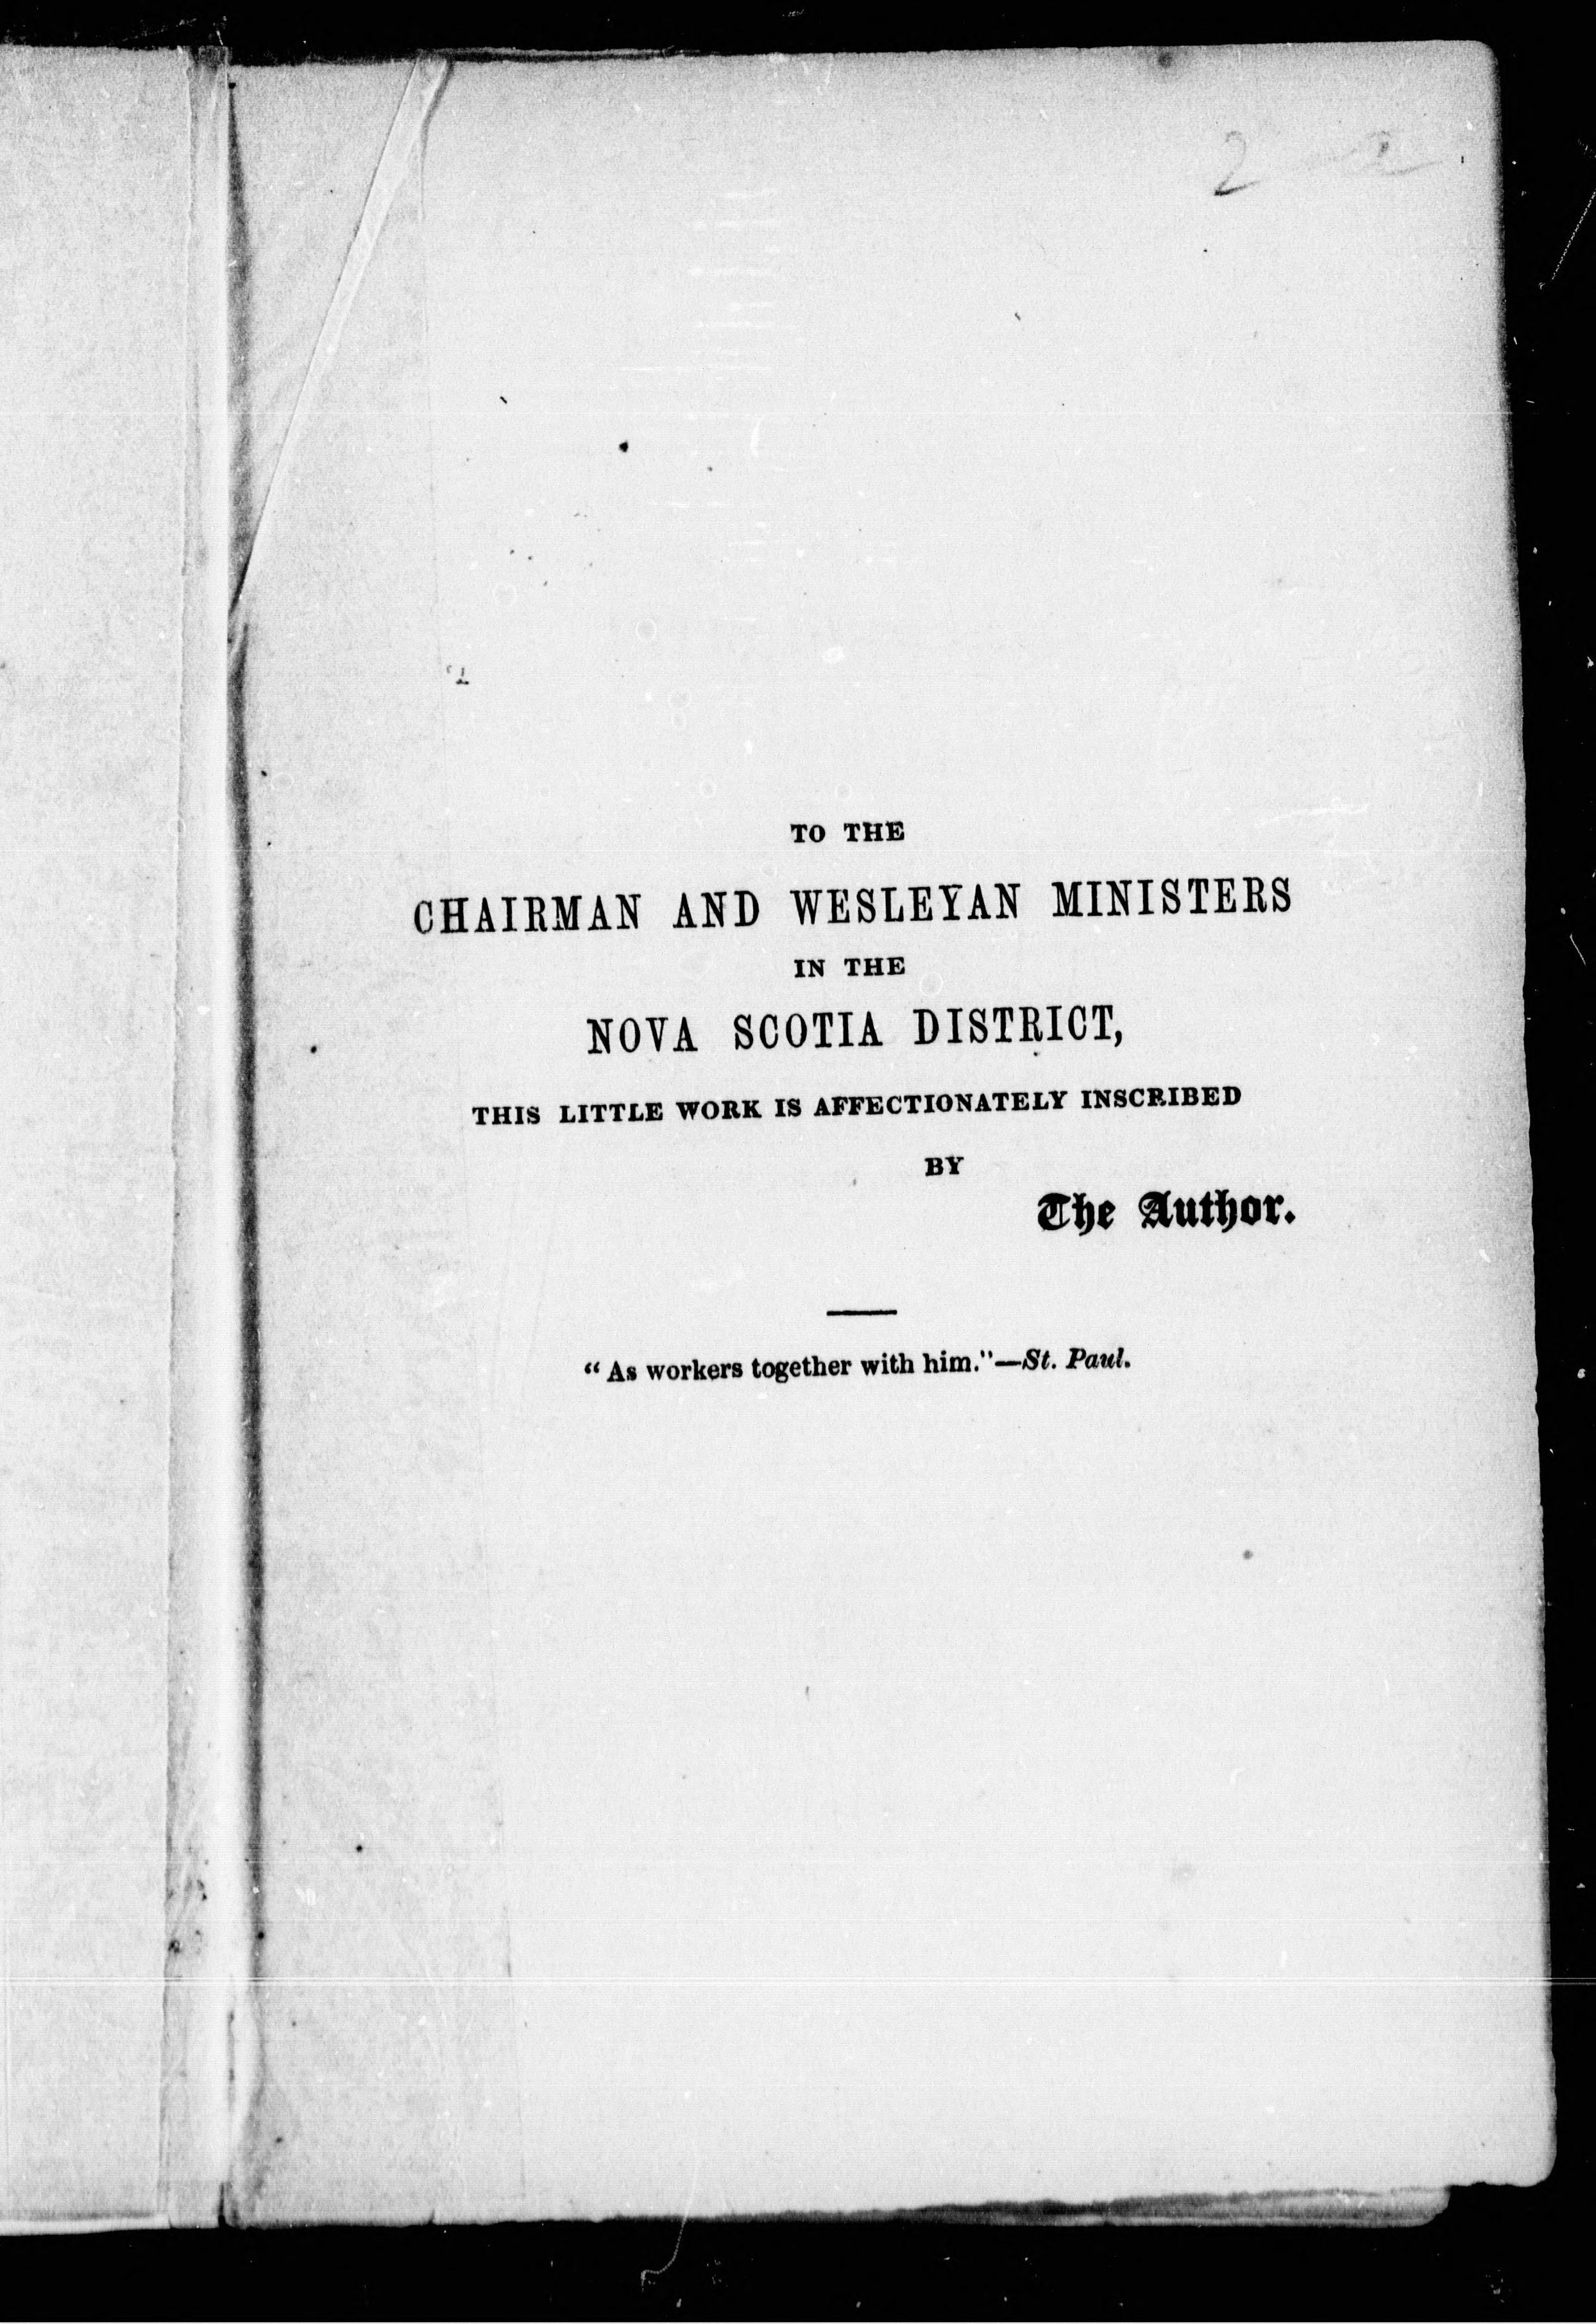 2
TO THE
CHAIRMAN AND WESLEYAN MINISTERS
IN THE
NOVA SCOTIA DISTRICT,
THIS LITTLE WORK IS AFFECTIONATELY INSCRIBED
BY
The Author.
“ As workers together with him.”—St. Paul.